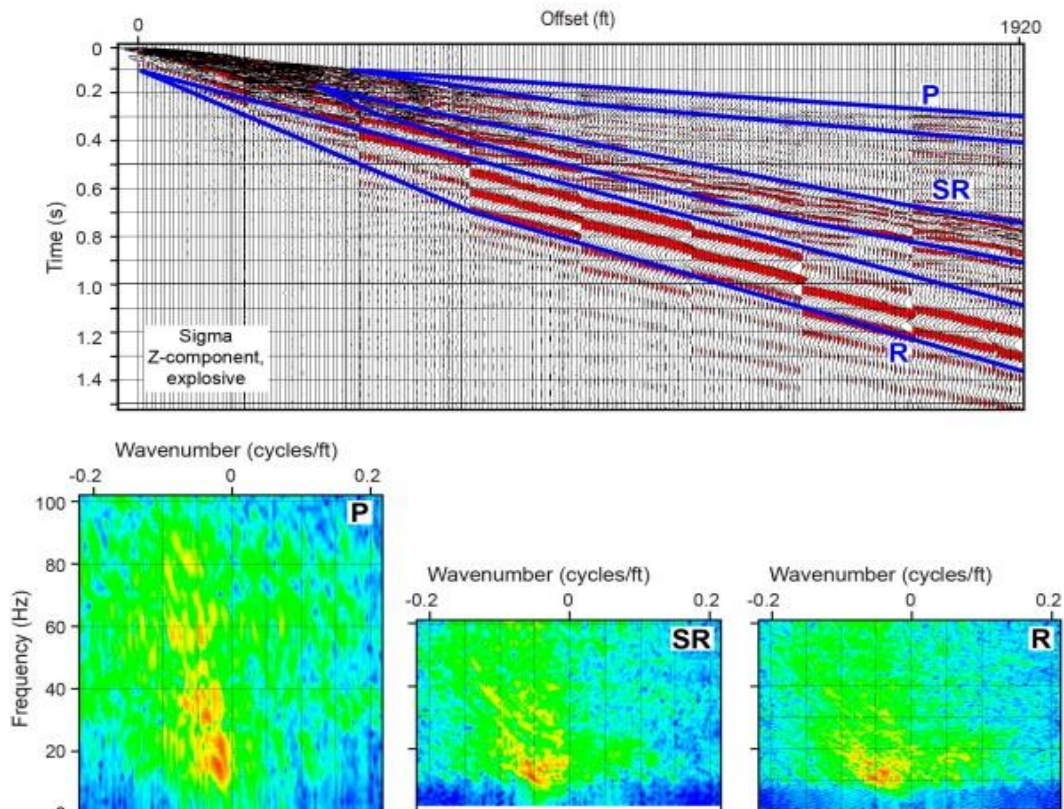 Offset (ft)
0 1920
0
0.2
0.4
0.6
0.8
1.0
1.2
1.4
Time (s)
P
SR
R
Sigma
Z-component,
explosive
Wavenumber (cycles/ft)
-0.2 0 0.2
P
100
80
60
40
20
0
Frequency (Hz)
Wavenumber (cycles/ft)
-0.2 0 0.2
SR
Wavenumber (cycles/ft)
-0.2 0 0.2
R